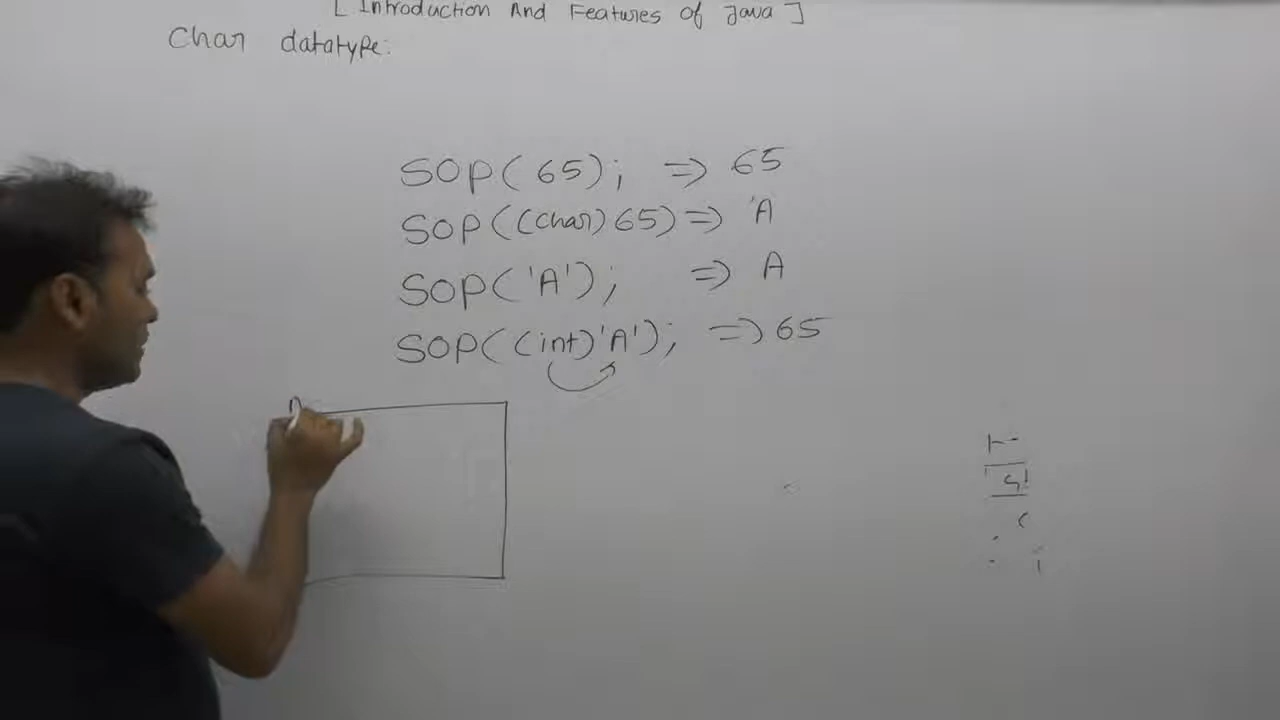 [ Introduction And Features of Java ]
Char datatype:
SOP( 65); => 65
SOP((char) 65) => 'A
SOP('A'); => A
SOP((int)'A'); => 65